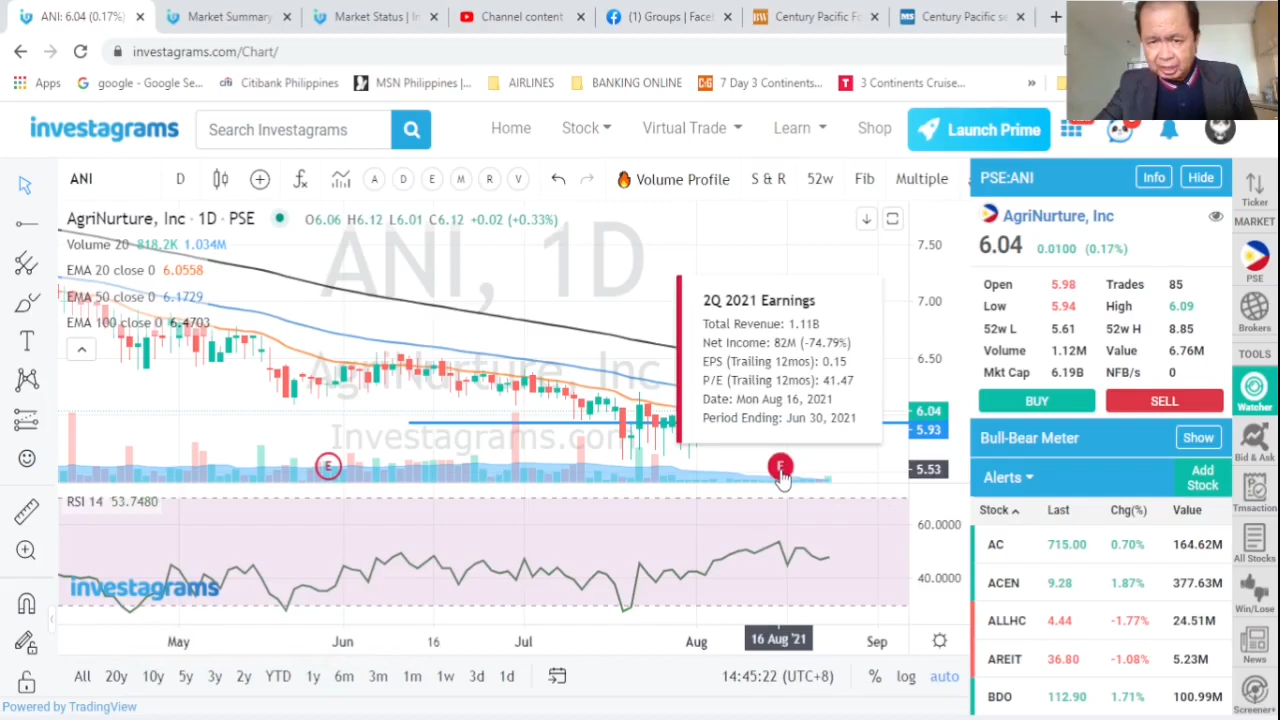 ANI: 6.04 (0.17%)
Market Summary
Market Status | In
Channel content
(1) Groups | Face
Century Pacific Fo
Century Pacific se
investagrams.com/Chart/
Apps
google - Google Se...
Citibank Philippines
MSN Philippines |...
AIRLINES
BANKING ONLINE
7 Day 3 Continents...
3 Continents Cruise...
»
investagrams
Search Investagrams
Home
Stock
Virtual Trade
Learn
Shop
Launch Prime
ANI
D
A
D
E
M
R
V
Volume Profile
S & R
52w
Fib
Multiple
AgriNurture, Inc · 1D · PSE
O6.06 H6.12 L6.01 C6.12 +0.02 (+0.33%)
Volume 20 818.2K 1.034M
EMA 20 close 0 6.0558
EMA 50 close 0 6.1729
EMA 100 close 0 6.4703
ANI, 1D
AgriNurture, Inc
Investagrams.com
2Q 2021 Earnings
Total Revenue: 1.11B
Net Income: 82M (-74.79%)
EPS (Trailing 12mos): 0.15
P/E (Trailing 12mos): 41.47
Date: Mon Aug 16, 2021
Period Ending: Jun 30, 2021
E
E
7.50
7.00
6.50
6.04
5.93
5.53
RSI 14 53.7480
60.0000
40.0000
investagrams
May
Jun
16
Jul
Aug
16 Aug '21
Sep
All
20y
10y
5y
3y
2y
YTD
1y
6m
3m
1m
1w
3d
1d
14:45:22 (UTC+8)
%
log
auto
Powered by TradingView
PSE:ANI
Info
Hide
AgriNurture, Inc
6.04 0.0100 (0.17%)
Open 5.98 Trades 85
Low 5.94 High 6.09
52w L 5.61 52w H 8.85
Volume 1.12M Value 6.76M
Mkt Cap 6.19B NFB/s 0
BUY
SELL
Bull-Bear Meter
Show
Alerts
Add Stock
Stock Last Chg(%) Value
AC 715.00 0.70% 164.62M
ACEN 9.28 1.87% 377.63M
ALLHC 4.44 -1.77% 24.51M
AREIT 36.80 -1.08% 5.23M
BDO 112.90 1.71% 100.99M
Ticker
MARKET
PSE
Brokers
TOOLS
Watcher
Bid & Ask
Trnsaction
All Stocks
Win/Lose
News
Screener+